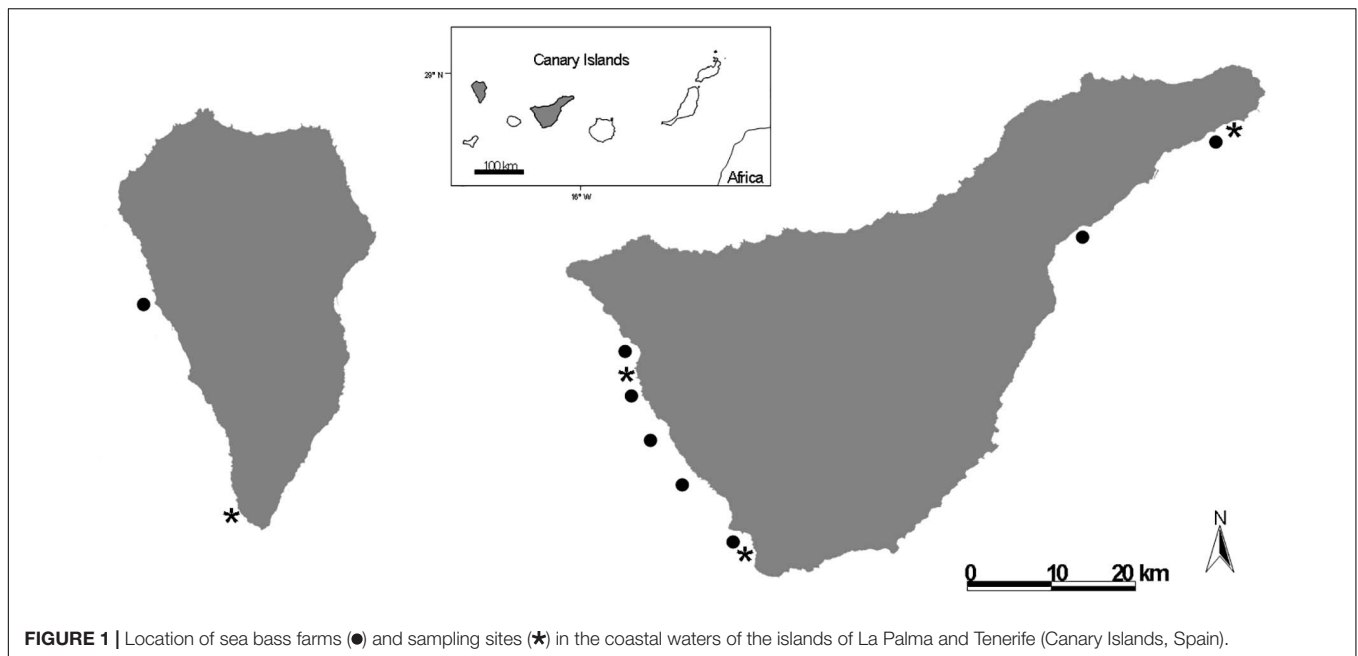 Canary Islands
29° N
100 km
Africa
16° W
N
0 10 20 km
FIGURE 1 | Location of sea bass farms (●) and sampling sites (*) in the coastal waters of the islands of La Palma and Tenerife (Canary Islands, Spain).